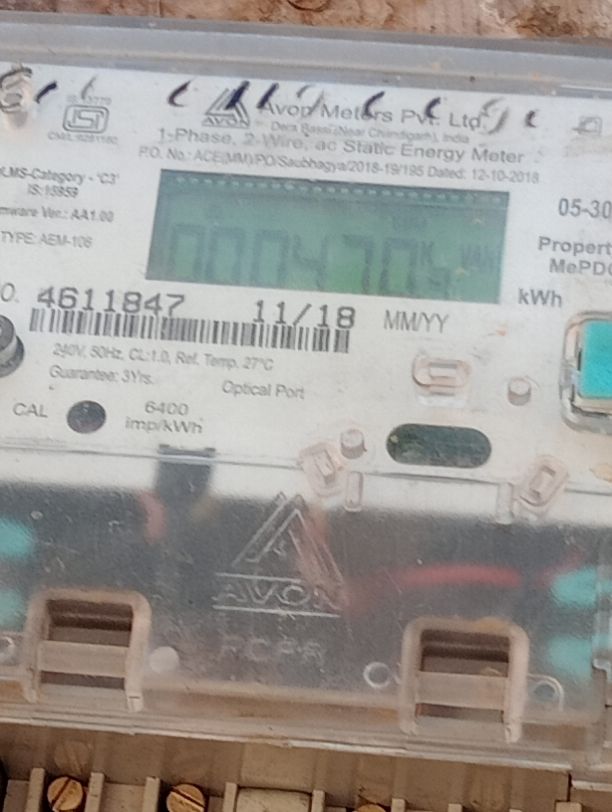 Avon Meters Pvt. Ltd.
AVON
Dera Bassi (Near Chandigarh), India
1-Phase, 2-Wire, ac Static Energy Meter
P.O. No.: ACE(MM)/PD/Saubhagya/2018-19/195 Dated: 12-10-2018
LMS-Category - 'C3'
IS:15959
mware Ver.: AA1.00
TYPE: AEM-106
05-30
Propert
MePDC
000470
kWh
O. 4611847 11/18 MM/YY
240V, 50Hz, CL:1.0, Ref. Temp. 27°C
Guarantee: 3Yrs.
Optical Port
CAL
6400
imp/kWh
AVON